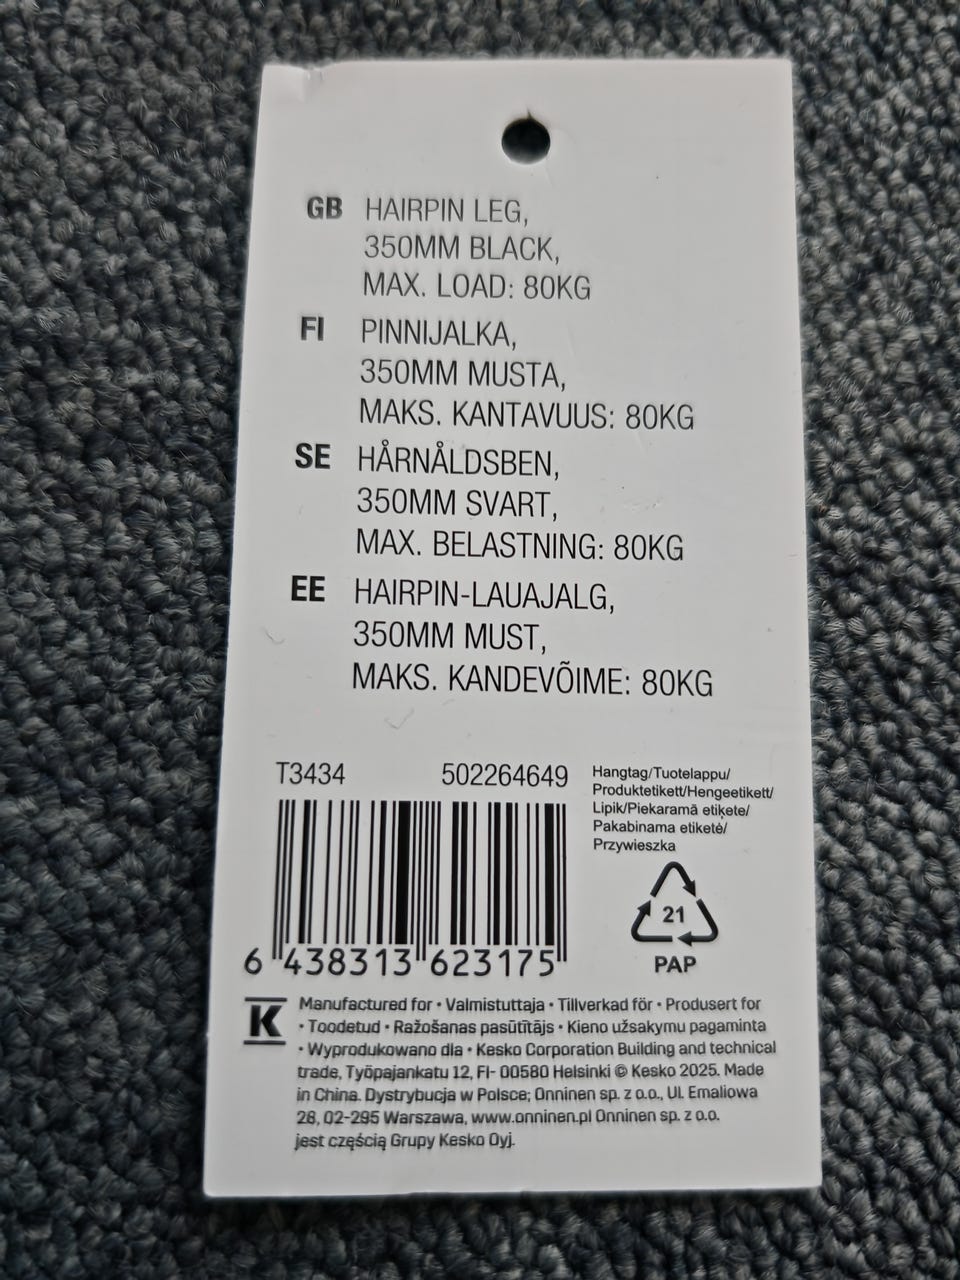 GB HAIRPIN LEG,
350MM BLACK,
MAX. LOAD: 80KG
FI PINNIJALKA,
350MM MUSTA,
MAKS. KANTAVUUS: 80KG
SE HÅRNÅLDSBEN,
350MM SVART,
MAX. BELASTNING: 80KG
EE HAIRPIN-LAUAJALG,
350MM MUST,
MAKS. KANDEVÕIME: 80KG
T3434 502264649
6 438313 623175
Hangtag/Tuotelappu/
Produktetikett/Hengeetikett/
Lipik/Piekaramā etiķete/
Pakabinama etiketė/
Przywieszka
21
PAP
K
Manufactured for • Valmistuttaja • Tillverkad för • Produsert for
• Toodetud • Ražošanas pasūtītājs • Kieno užsakymu pagaminta
• Wyprodukowano dla • Kesko Corporation Building and technical
trade, Työpajankatu 12, FI- 00580 Helsinki © Kesko 2025. Made
in China. Dystrybucja w Polsce; Onninen sp. z o.o., Ul. Emaliowa
28, 02-295 Warszawa, www.onninen.pl Onninen sp. z o.o.
jest częścią Grupy Kesko Oyj.